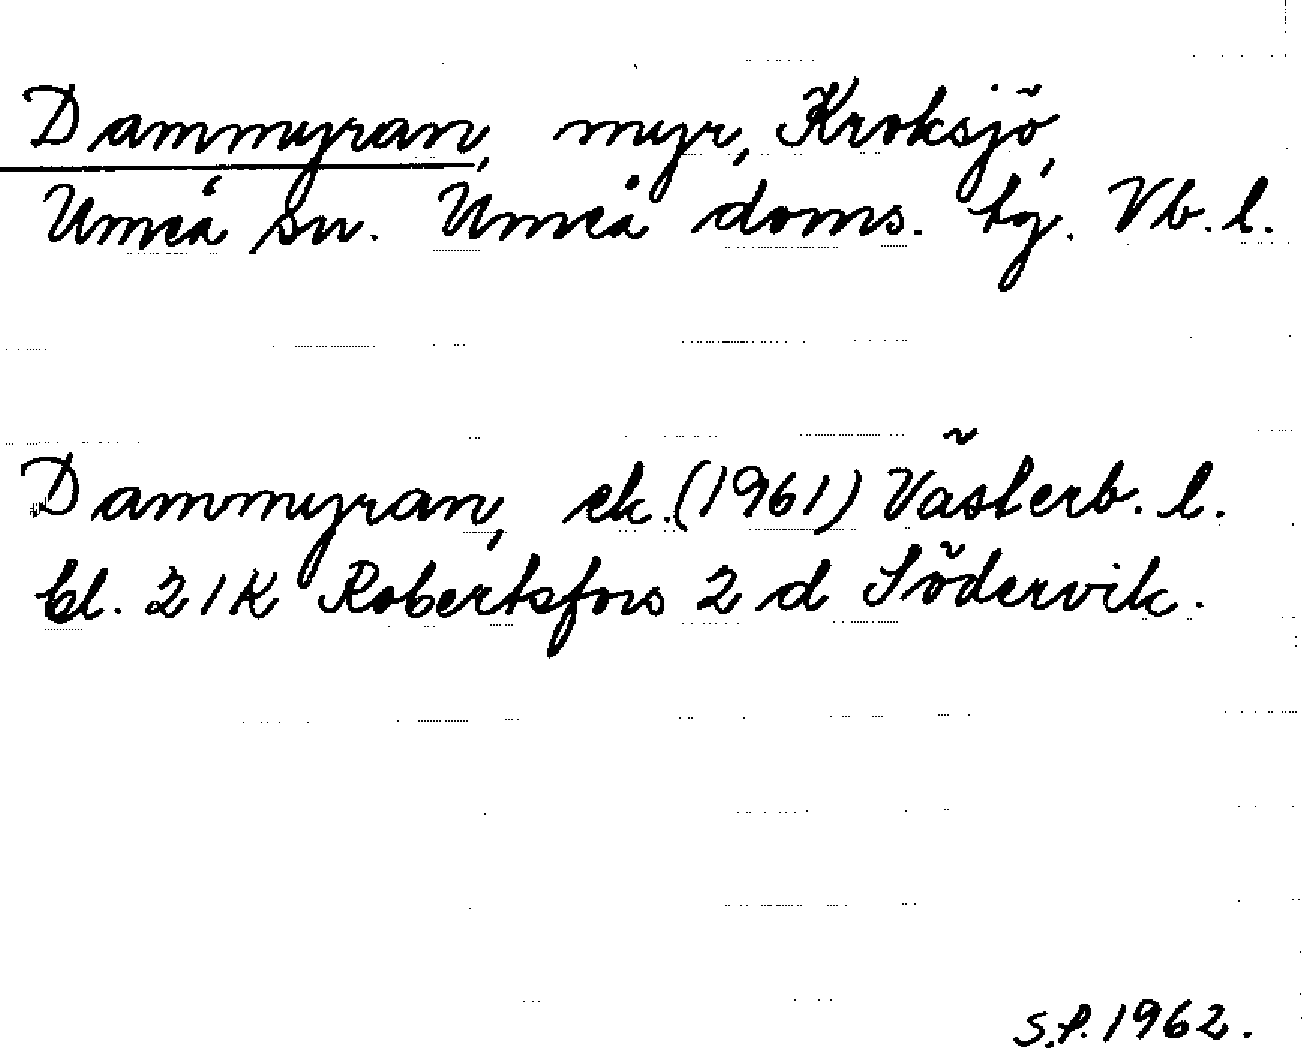 Dammyran, myr, Kroksjö,
Umeå sn. Umeå doms. tg. Vb. l.
Dammyran, ek. (1961) Västerb. l.
bl. 21K Robertsfors 2 d Södervik.
S.P. 1962.